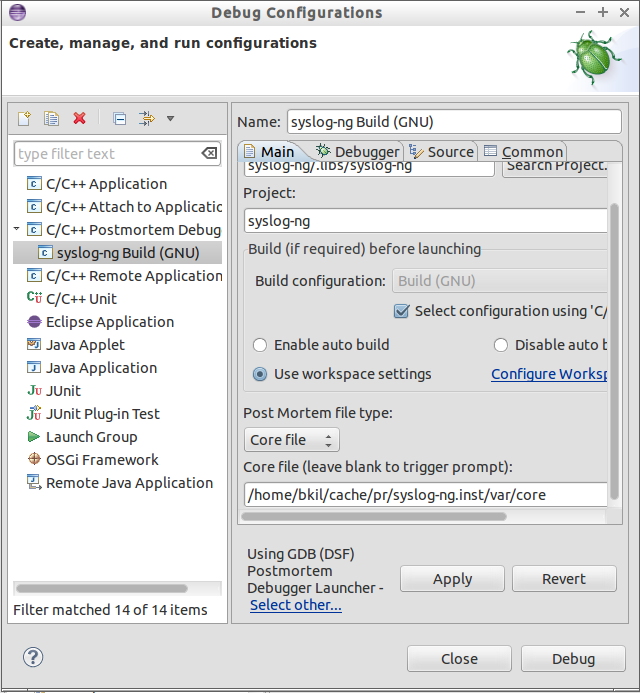 Debug Configurations
Create, manage, and run configurations
type filter text
C/C++ Application
C/C++ Attach to Applicatio
C/C++ Postmortem Debug
syslog-ng Build (GNU)
C/C++ Remote Application
C/C++ Unit
Eclipse Application
Java Applet
Java Application
JUnit
JUnit Plug-in Test
Launch Group
OSGi Framework
Remote Java Application
Filter matched 14 of 14 items
Name: syslog-ng Build (GNU)
Main Debugger Source Common
syslog-ng/.libs/syslog-ng Search Project.
Project:
syslog-ng
Build (if required) before launching
Build configuration: Build (GNU)
Select configuration using 'C/
Enable auto build Disable auto b
Use workspace settings Configure Worksp
Post Mortem file type:
Core file
Core file (leave blank to trigger prompt):
/home/bkil/cache/pr/syslog-ng.inst/var/core
Using GDB (DSF)
Postmortem
Debugger Launcher -
Select other...
Apply Revert
Close Debug